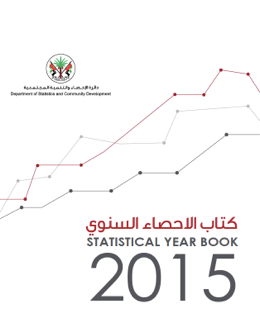 دائرة الإحصاء والتنمية المجتمعية
Department of Statistics and Community Development
كتاب الاحصاء السنوي
STATISTICAL YEAR BOOK
2015